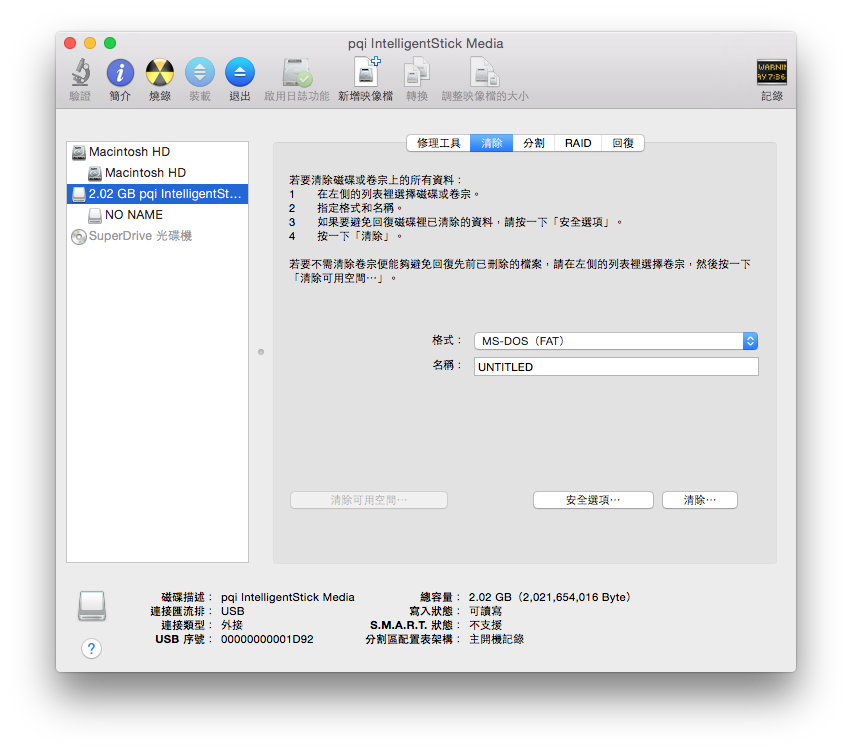 pqi IntelligentStick Media
驗證 簡介 燒錄 裝載 退出 啟用日誌功能 新增映像檔 轉換 調整映像檔的大小 記錄
WARNIN
AY 7:36
Macintosh HD
Macintosh HD
2.02 GB pqi IntelligentSt...
NO NAME
SuperDrive 光碟機
修理工具 清除 分割 RAID 回復
若要清除磁碟或卷宗上的所有資料：
1 在左側的列表裡選擇磁碟或卷宗。
2 指定格式和名稱。
3 如果要避免回復磁碟裡已清除的資料，請按一下「安全選項」。
4 按一下「清除」。
若要不需清除卷宗便能夠避免回復先前已刪除的檔案，請在左側的列表裡選擇卷宗，然後按一下
「清除可用空間⋯」。
格式： MS-DOS（FAT）
名稱： UNTITLED
清除可用空間⋯ 安全選項⋯ 清除⋯
磁碟描述： pqi IntelligentStick Media 總容量： 2.02 GB（2,021,654,016 Byte）
連接匯流排： USB 寫入狀態： 可讀寫
連接類型： 外接 S.M.A.R.T. 狀態： 不支援
USB 序號： 00000000001D92 分割區配置表架構： 主開機記錄
?